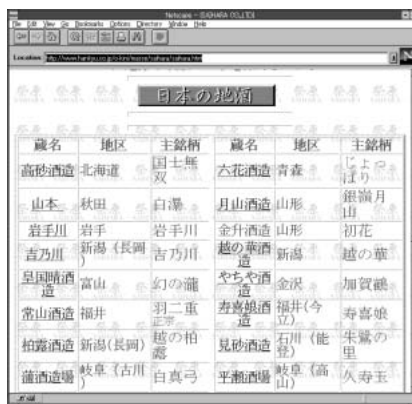 Netscape - [SAHARA CO.,LTD]
File Edit View Go Bookmarks Options Directory Window Help
Location:
日本の地酒
蔵名 地区 主銘柄 蔵名 地区 主銘柄
高砂酒造 北海道 国士無双 六花酒造 青森 じょっぱり
山本 秋田 白瀑 月山酒造 山形 銀嶺月山
岩手川 岩手 岩手川 金升酒造 山形 初花
吉乃川 新潟(長岡) 吉乃川 越の華酒造 新潟 越の華
皇国晴酒造 富山 幻の瀧 やちや酒造 金沢 加賀鶴
常山酒造 福井 羽二重正宗 寿喜娘酒造 福井(今立) 寿喜娘
柏露酒造 新潟(長岡) 越の柏露 見砂酒造 石川(能登) 朱鷺の里
蒲酒造場 岐阜(古川) 白真弓 平瀬酒場 岐阜(高山) 久寿玉